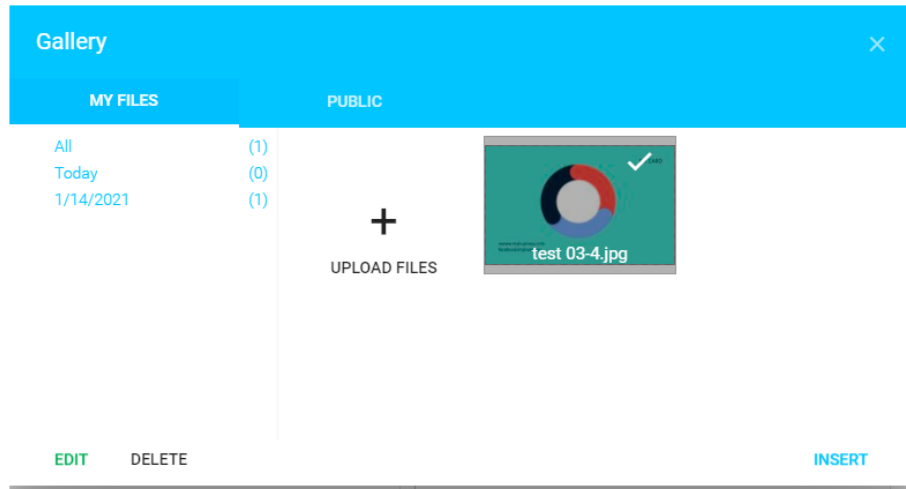 Gallery
MY FILES
PUBLIC
All (1)
Today (0)
1/14/2021 (1)
UPLOAD FILES
test 03-4.jpg
EDIT
DELETE
INSERT